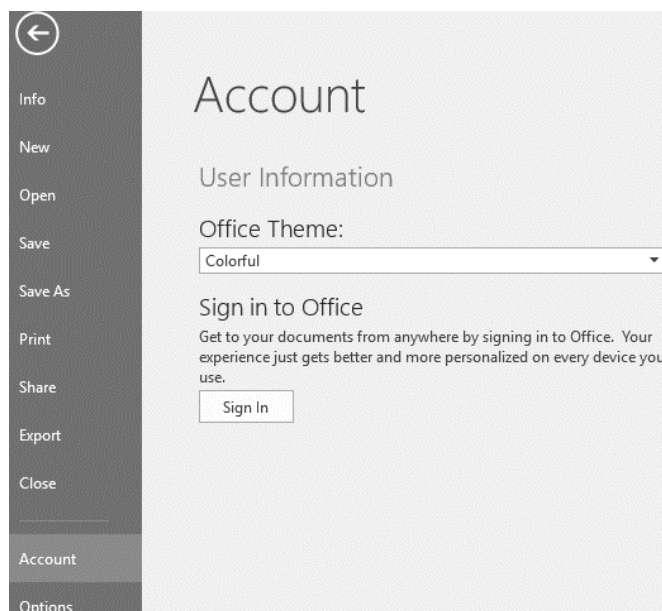 Info
New
Open
Save
Save As
Print
Share
Export
Close
Account
Options
Account
User Information
Office Theme:
Colorful
Sign in to Office
Get to your documents from anywhere by signing in to Office.  Your
experience just gets better and more personalized on every device you
use.
Sign In